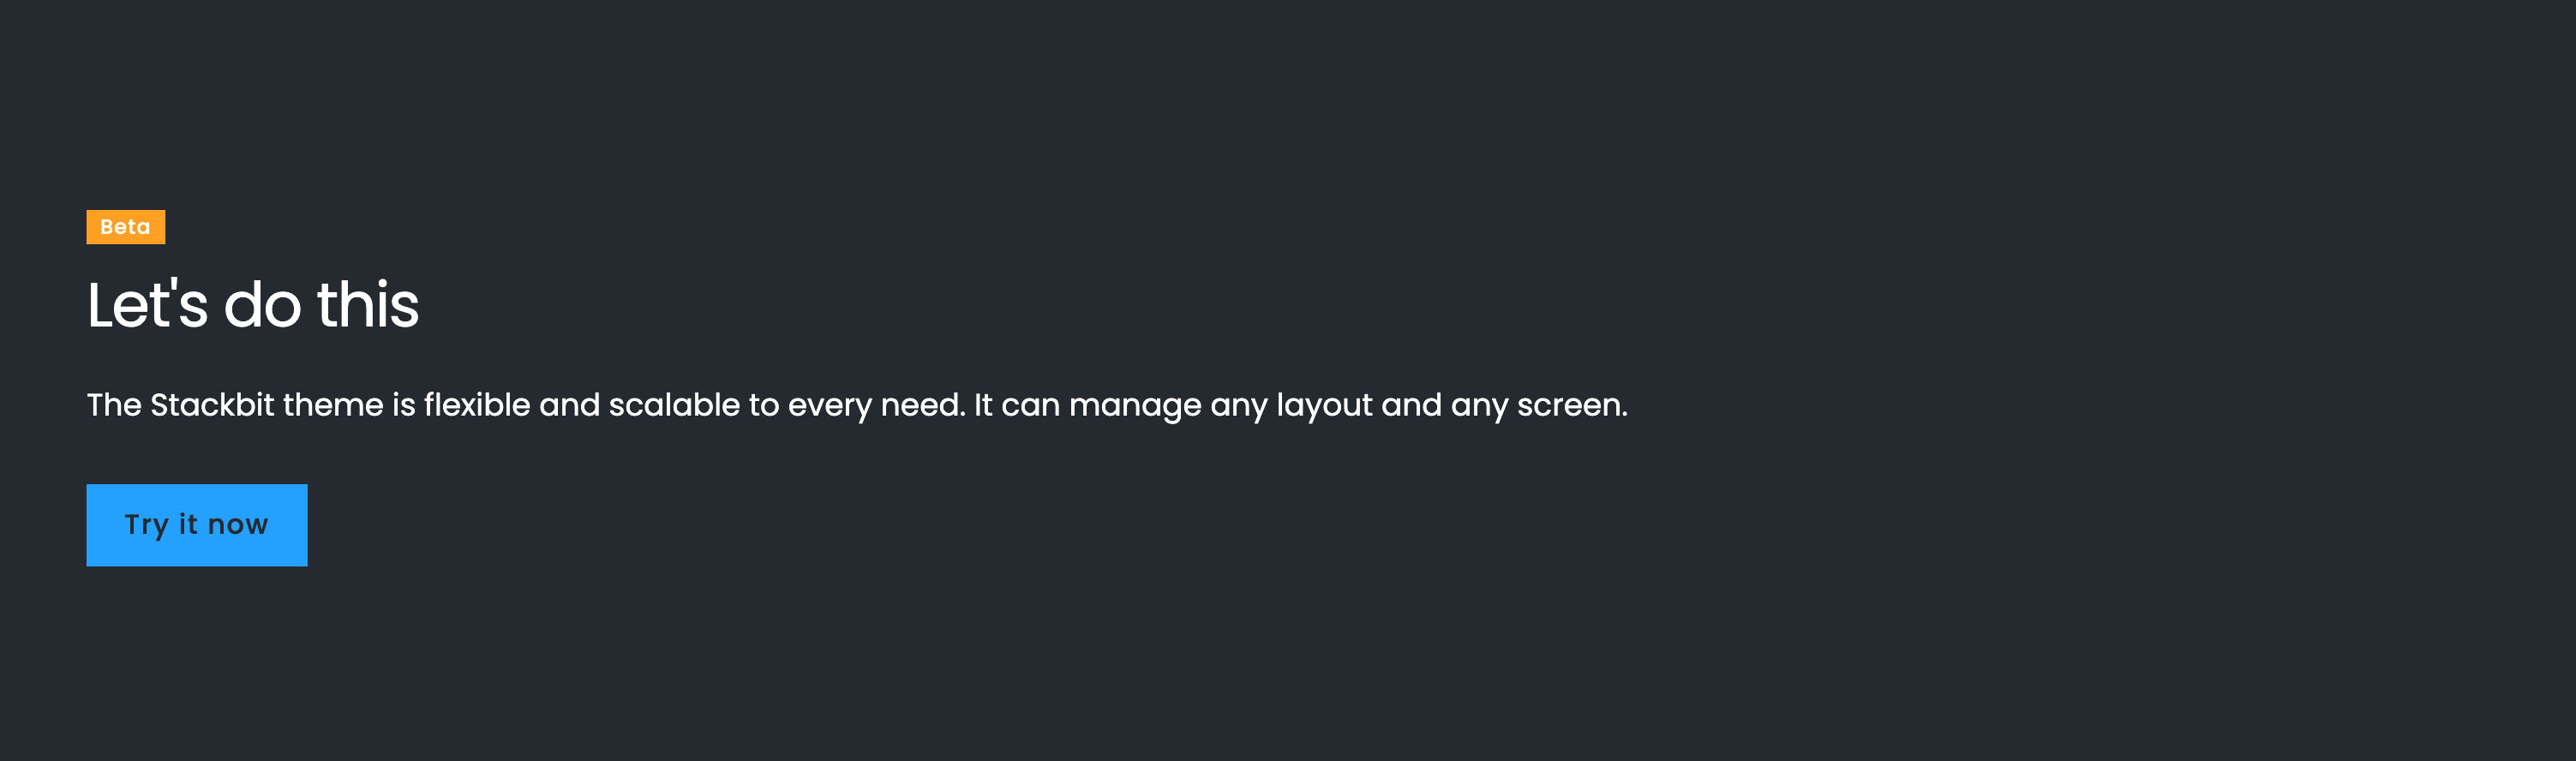 Beta
Let's do this
The Stackbit theme is flexible and scalable to every need. It can manage any layout and any screen.
Try it now